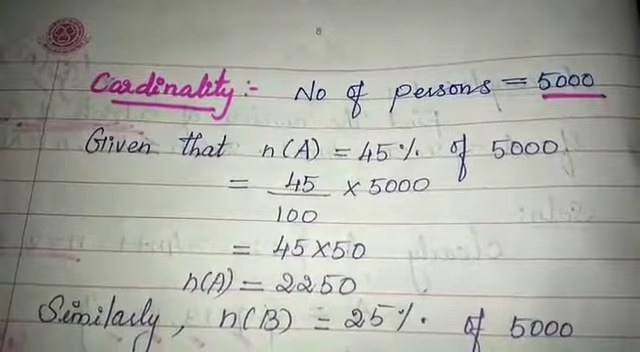 8
Cardinality :- No of persons = 5000
Given that n(A) = 45% of 5000
= 45/100 × 5000
= 45×50
n(A) = 2250
Similarly, n(B) = 25% of 5000